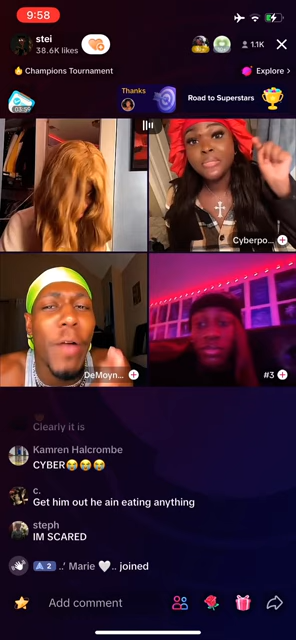 9:58
stei
38.6K likes
1.1K
Champions Tournament
Explore >
03:59
Thanks
Road to Superstars
Cyberpo...
DeMoyn...
#3
Clearly it is
Kamren Halcrombe
CYBER😭😭😭
c.
Get him out he ain eating anything
steph
IM SCARED
2 ..’ Marie 🤍.. joined
Add comment